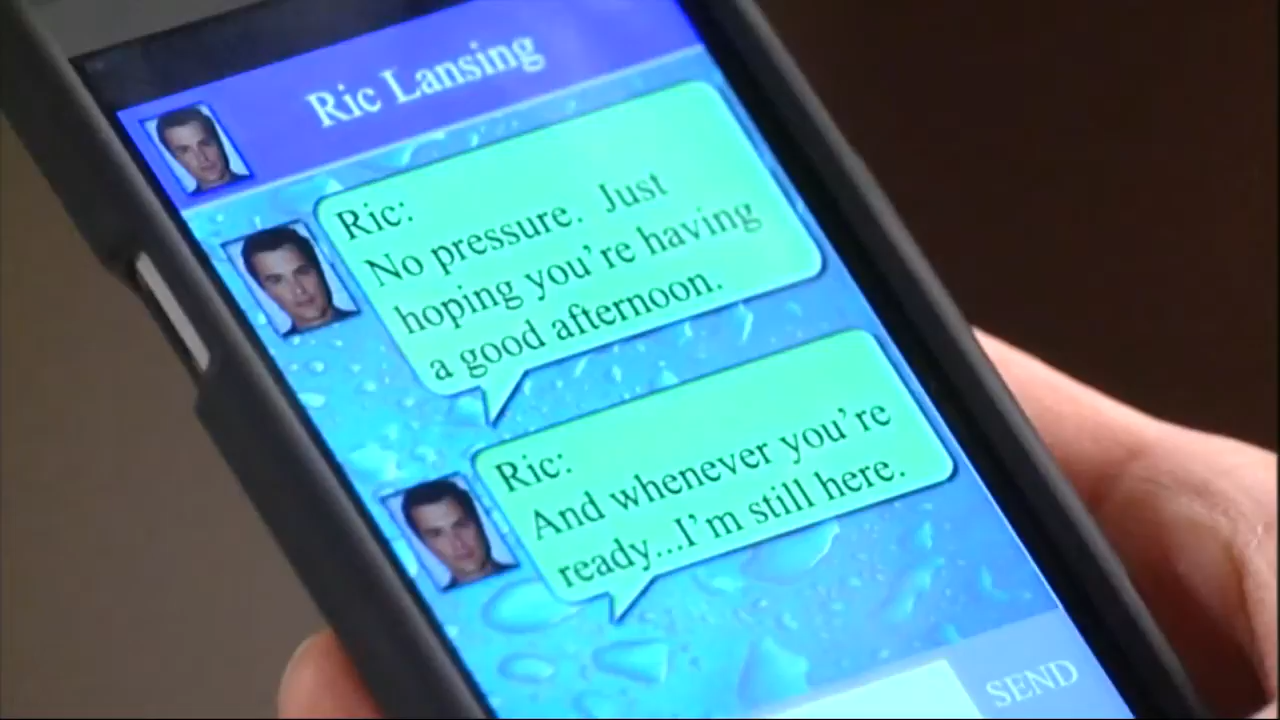 Ric Lansing
Ric:
No pressure.  Just
hoping you're having
a good afternoon.
Ric:
And whenever you're
ready...I'm still here.
SEND